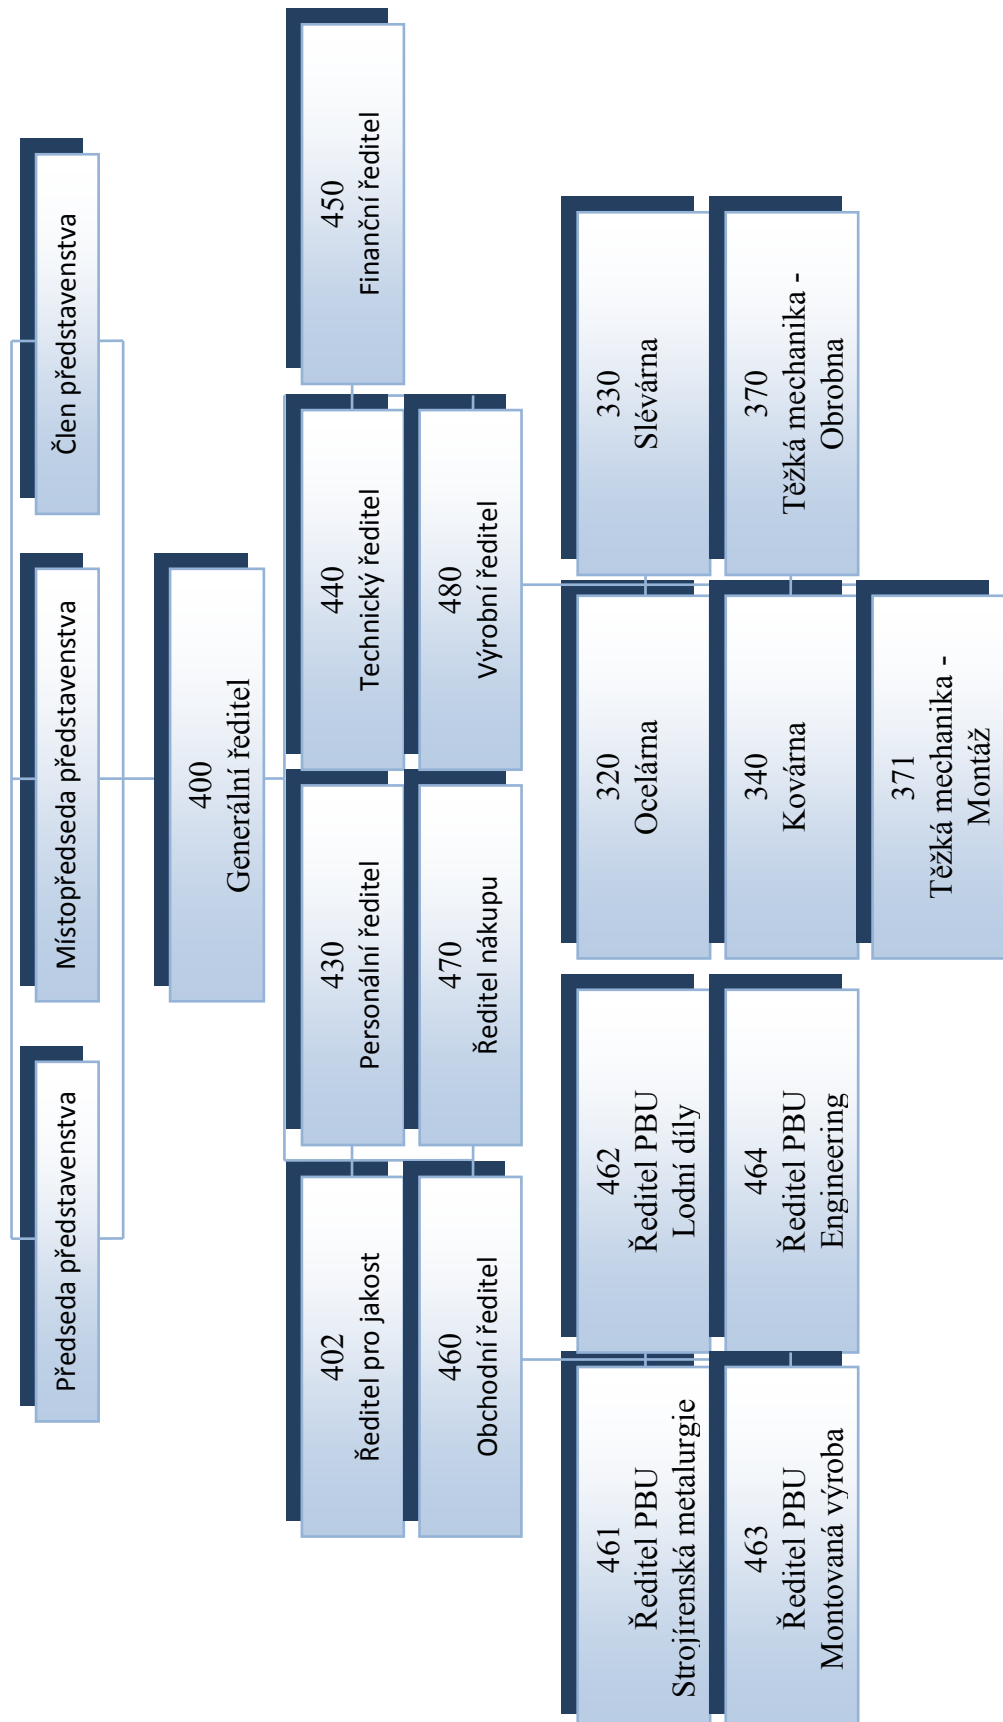 Předseda představenstva
Místopředseda představenstva
Člen představenstva
400
Generální ředitel
402
Ředitel pro jakost
430
Personální ředitel
440
Technický ředitel
450
Finanční ředitel
460
Obchodní ředitel
470
Ředitel nákupu
480
Výrobní ředitel
461
Ředitel PBU
Strojírenská metalurgie
462
Ředitel PBU
Lodní díly
320
Ocelárna
330
Slévárna
463
Ředitel PBU
Montovaná výroba
464
Ředitel PBU
Engineering
340
Kovárna
370
Těžká mechanika -
Obrobna
371
Těžká mechanika -
Montáž